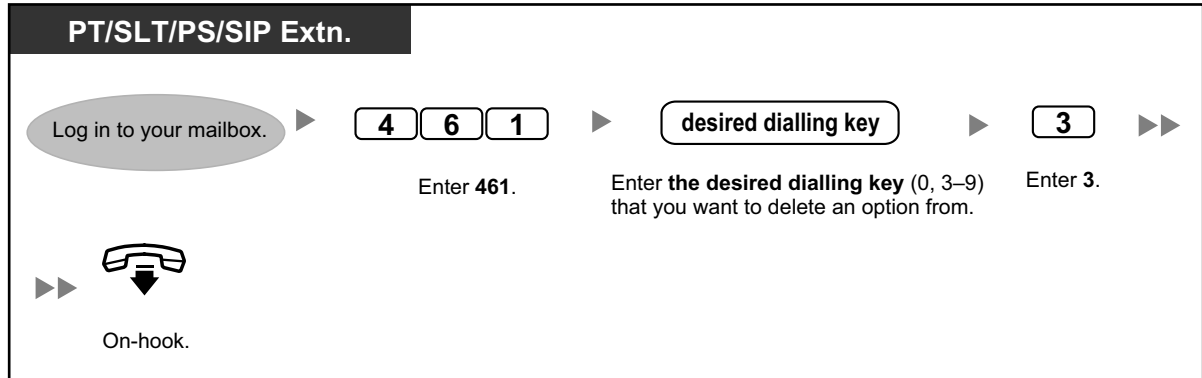 PT/SLT/PS/SIP Extn.
Log in to your mailbox.
4 6 1
desired dialling key
3
Enter 461.
Enter the desired dialling key (0, 3–9)
that you want to delete an option from.
Enter 3.
On-hook.